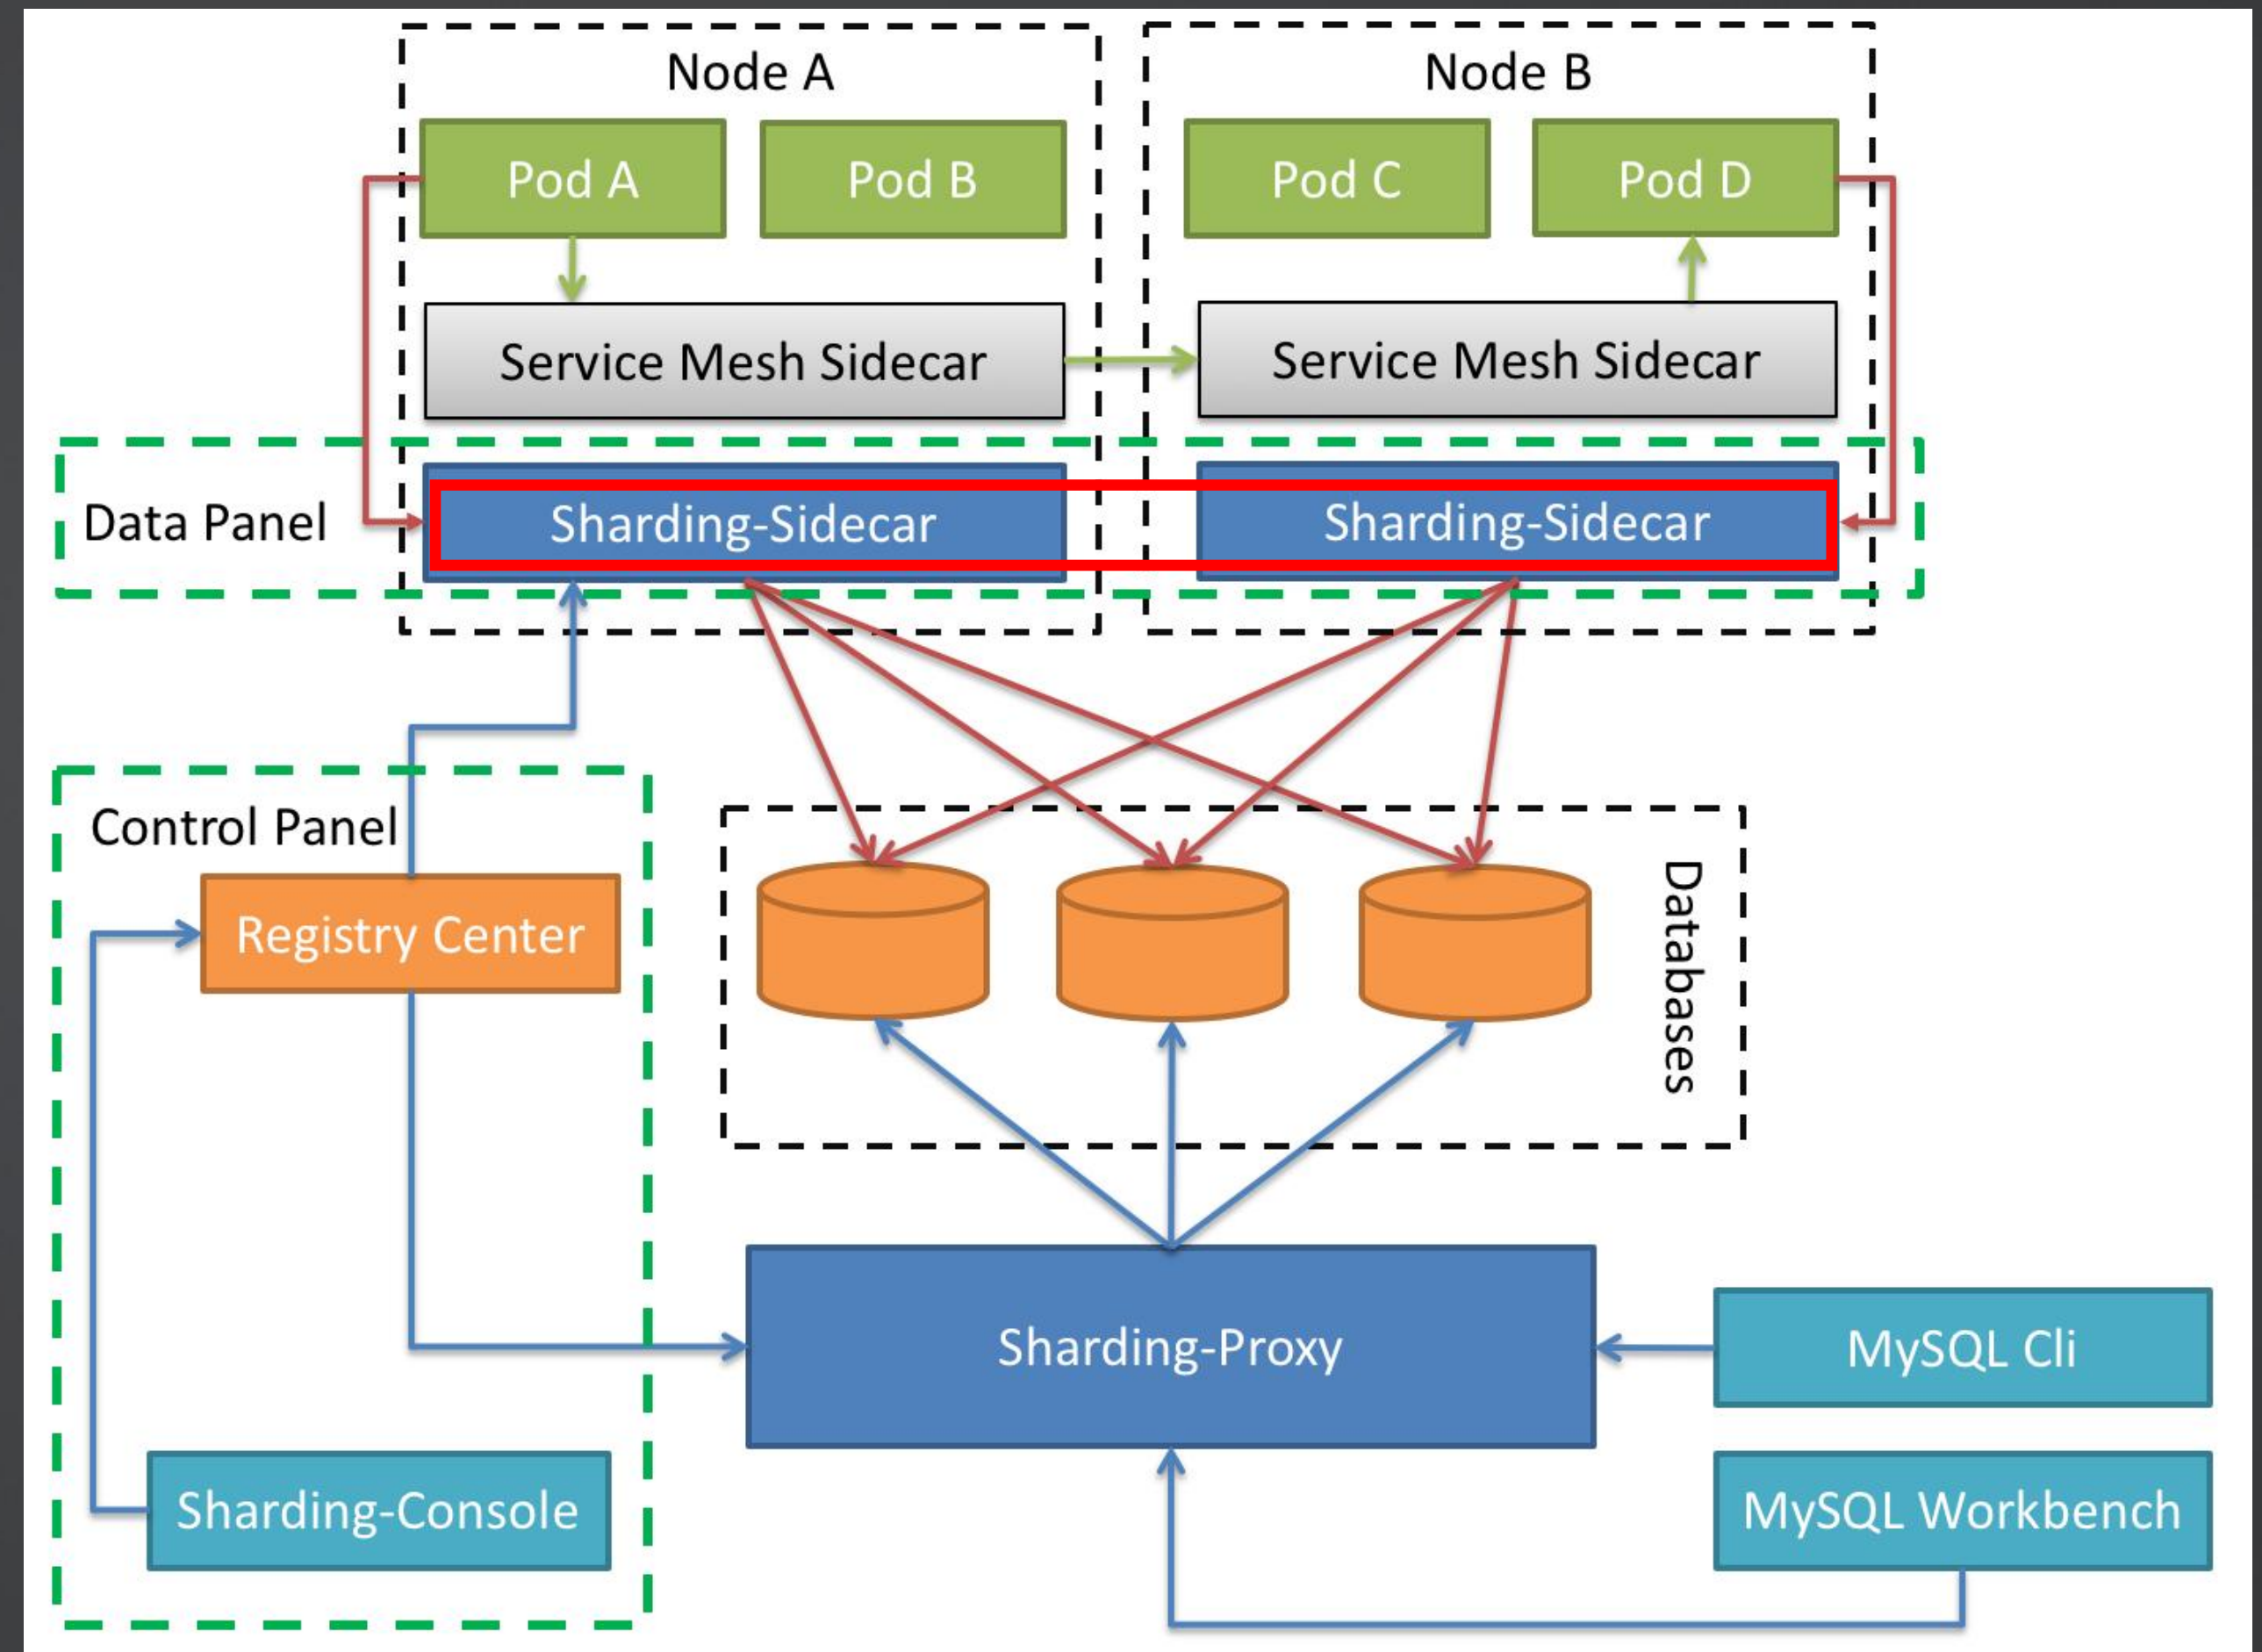 Node A
Node B
Pod A
Pod B
Pod C
Pod D
Service Mesh Sidecar
Service Mesh Sidecar
Data Panel
Sharding-Sidecar
Sharding-Sidecar
Control Panel
Registry Center
Databases
Sharding-Proxy
MySQL Cli
Sharding-Console
MySQL Workbench